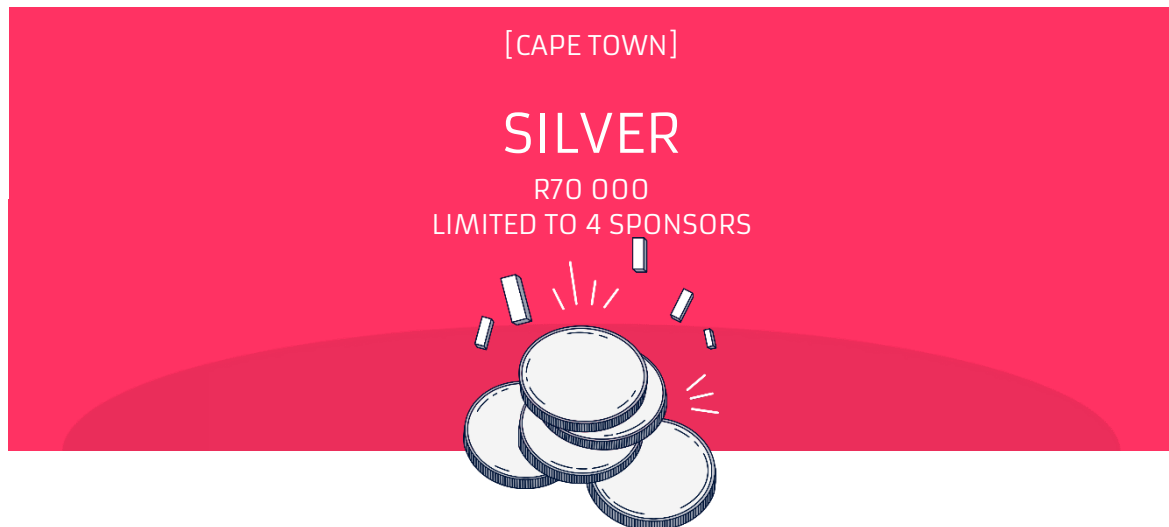 [CAPE TOWN]
SILVER
R70 000
LIMITED TO 4 SPONSORS